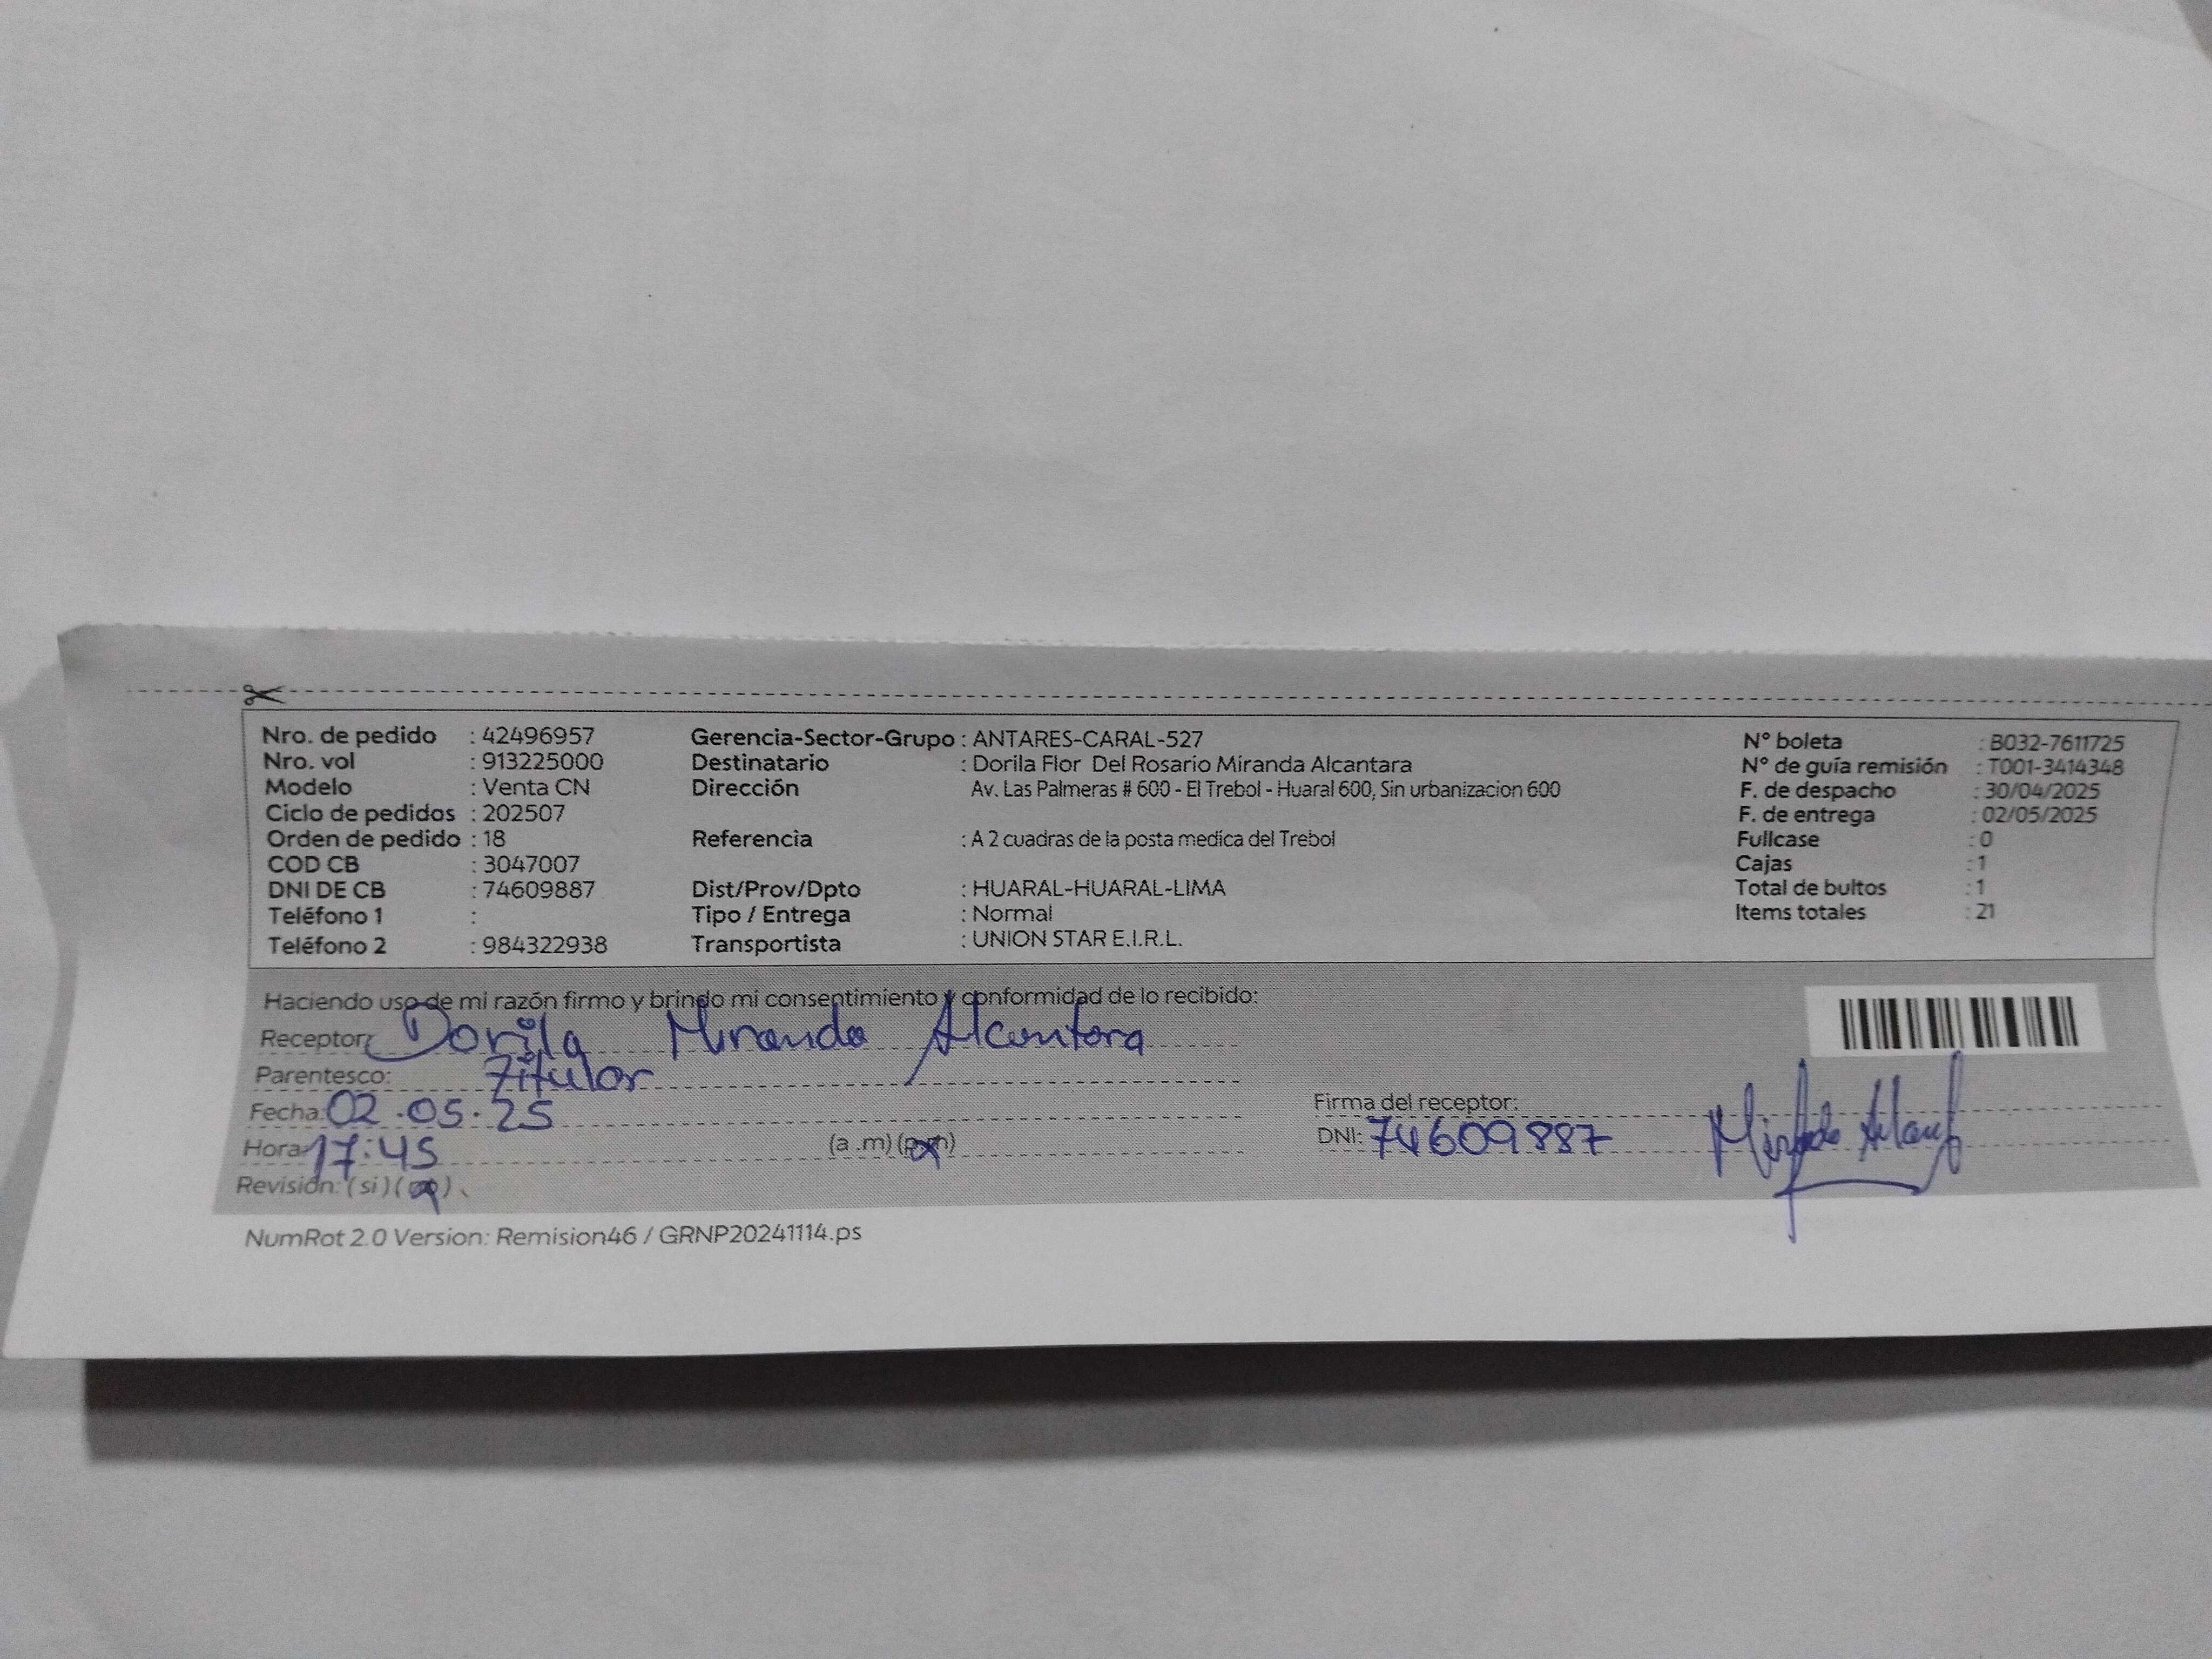 Nro. de pedido : 42496957 Gerencia-Sector-Grupo : ANTARES-CARAL-527 N° boleta : B032-7611725
Nro. vol : 913225000 Destinatario : Dorila Flor Del Rosario Miranda Alcantara N° de guía remisión : T001-3414348
Modelo : Venta CN Dirección Av. Las Palmeras # 600 - El Trebol - Huaral 600, Sin urbanizacion 600 F. de despacho : 30/04/2025
Ciclo de pedidos : 202507 F. de entrega : 02/05/2025
Orden de pedido : 18 Referencia : A 2 cuadras de la posta medica del Trebol Fullcase : 0
COD CB : 3047007 Cajas : 1
DNI DE CB : 74609887 Dist/Prov/Dpto : HUARAL-HUARAL-LIMA Total de bultos : 1
Teléfono 1 : Tipo / Entrega : Normal Items totales : 21
Teléfono 2 : 984322938 Transportista : UNION STAR E.I.R.L.
Haciendo uso de mi razón firmo y brindo mi consentimiento y conformidad de lo recibido:
Receptor: Dorila Miranda Alcantara
Parentesco: Titular
Fecha: 02.05.25 Firma del receptor:
Hora: 17:45 (a.m) (p.m) DNI: 74609887
Revisión: (si) (no)
NumRot 2.0 Version: Remision46 / GRNP20241114.ps